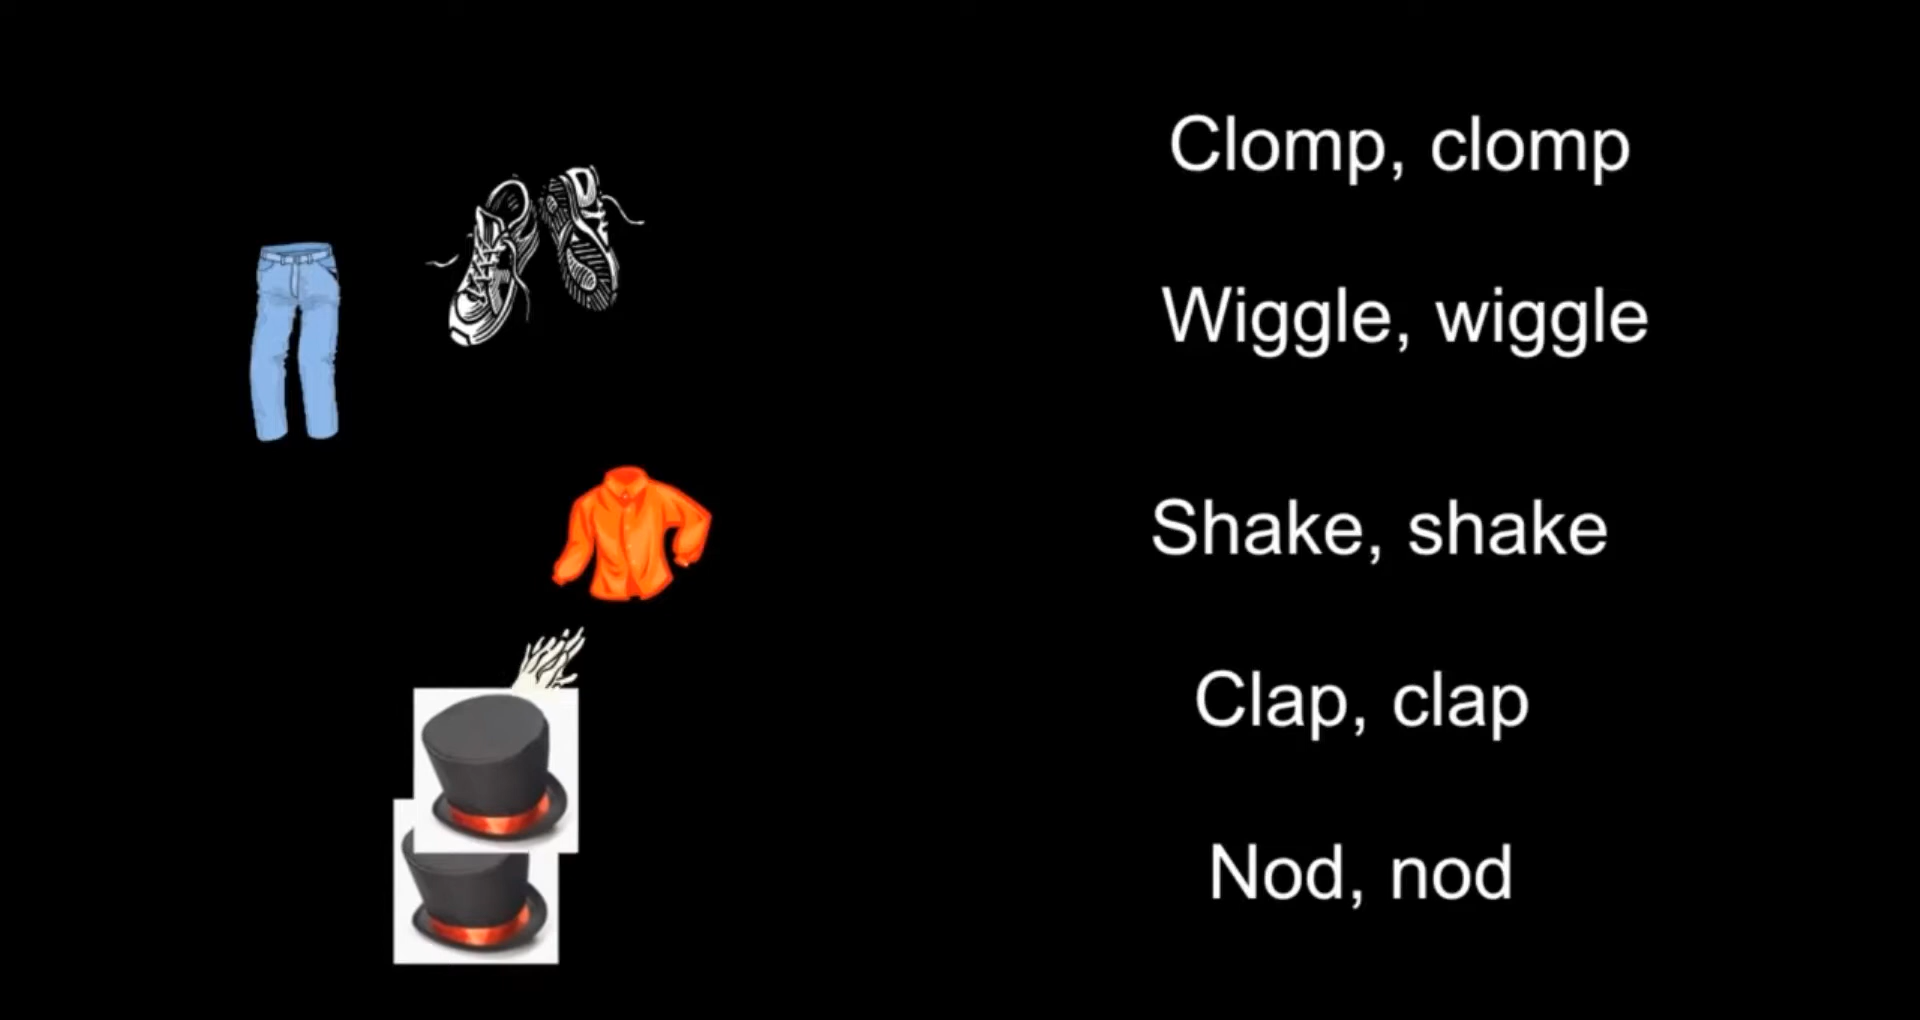 Clomp, clomp
Wiggle, wiggle
Shake, shake
Clap, clap
Nod, nod